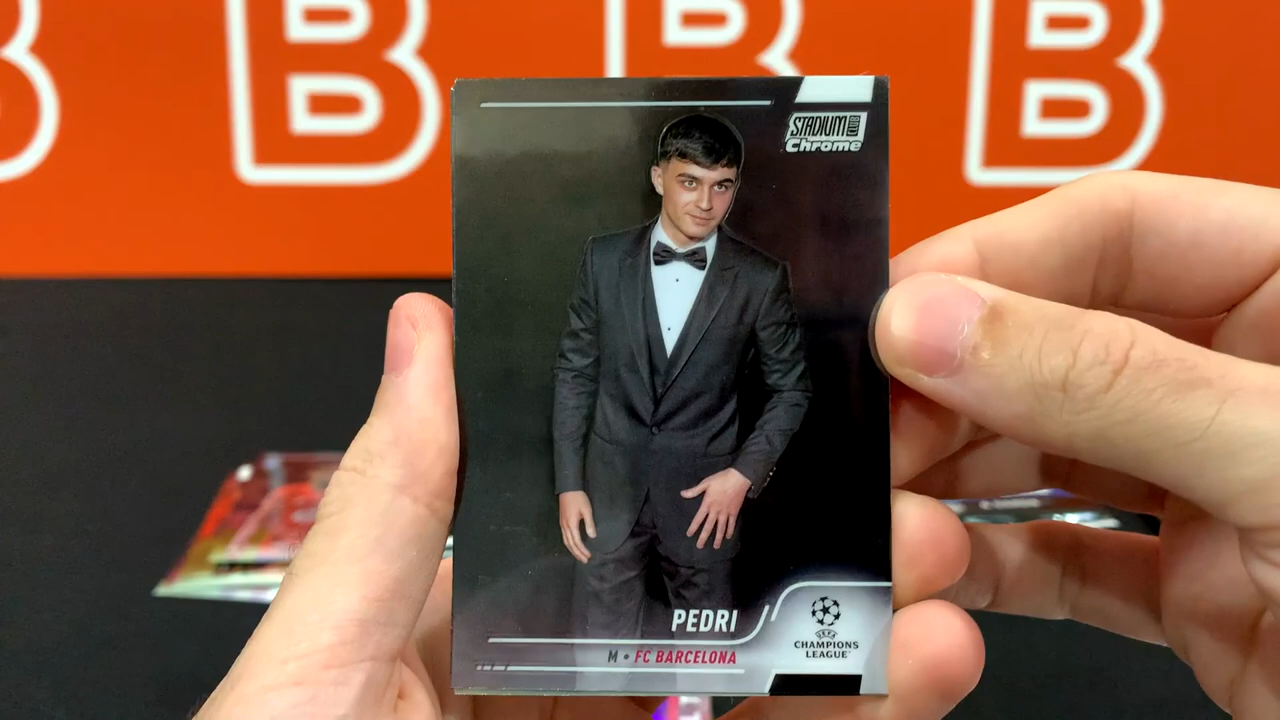 B B B B
STADIUM CLUB
Chrome
PEDRI
M • FC BARCELONA
UEFA
CHAMPIONS
LEAGUE